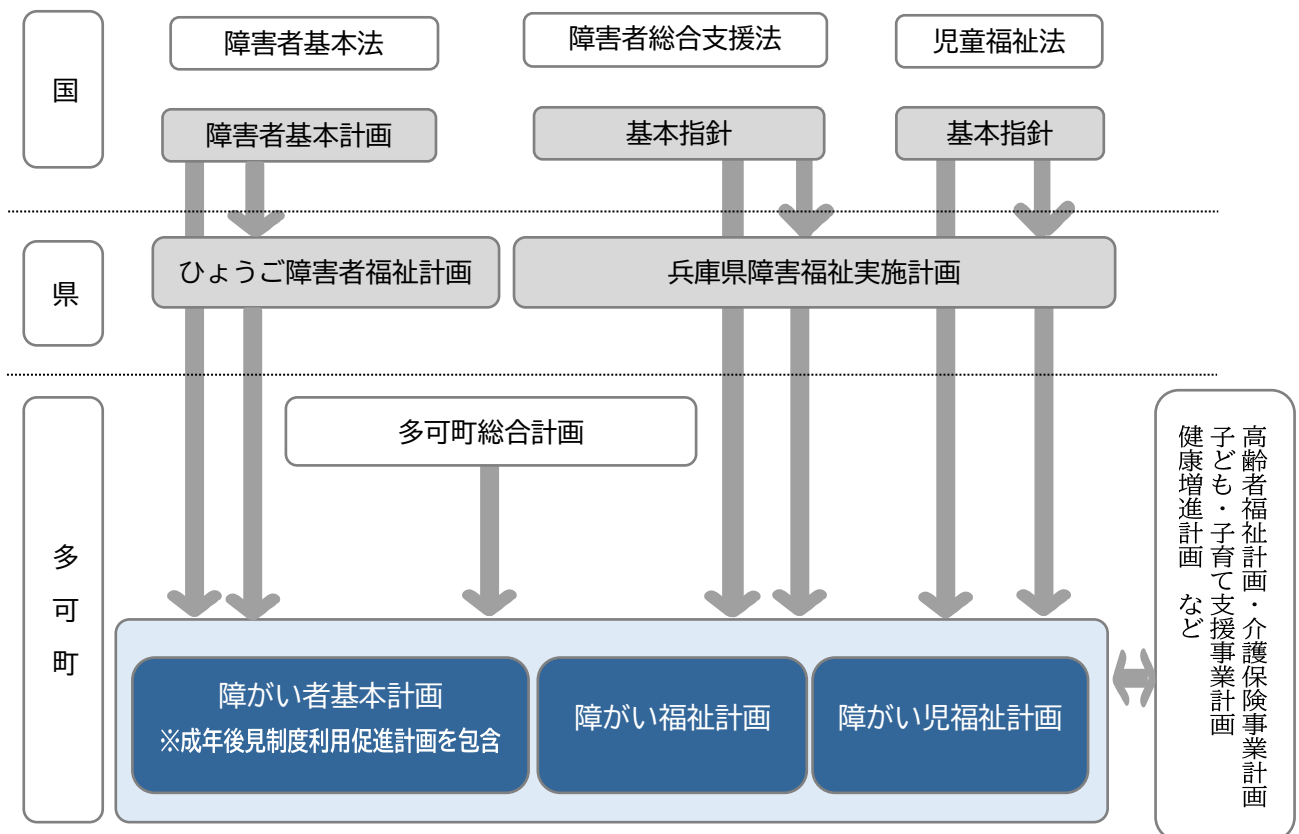 国
障害者基本法
障害者総合支援法
児童福祉法
障害者基本計画
基本指針
基本指針
県
ひょうご障害者福祉計画
兵庫県障害福祉実施計画
多可町
多可町総合計画
障がい者基本計画
※成年後見制度利用促進計画を包含
障がい福祉計画
障がい児福祉計画
高齢者福祉計画・介護保険事業計画
子ども・子育て支援事業計画
健康増進計画　など